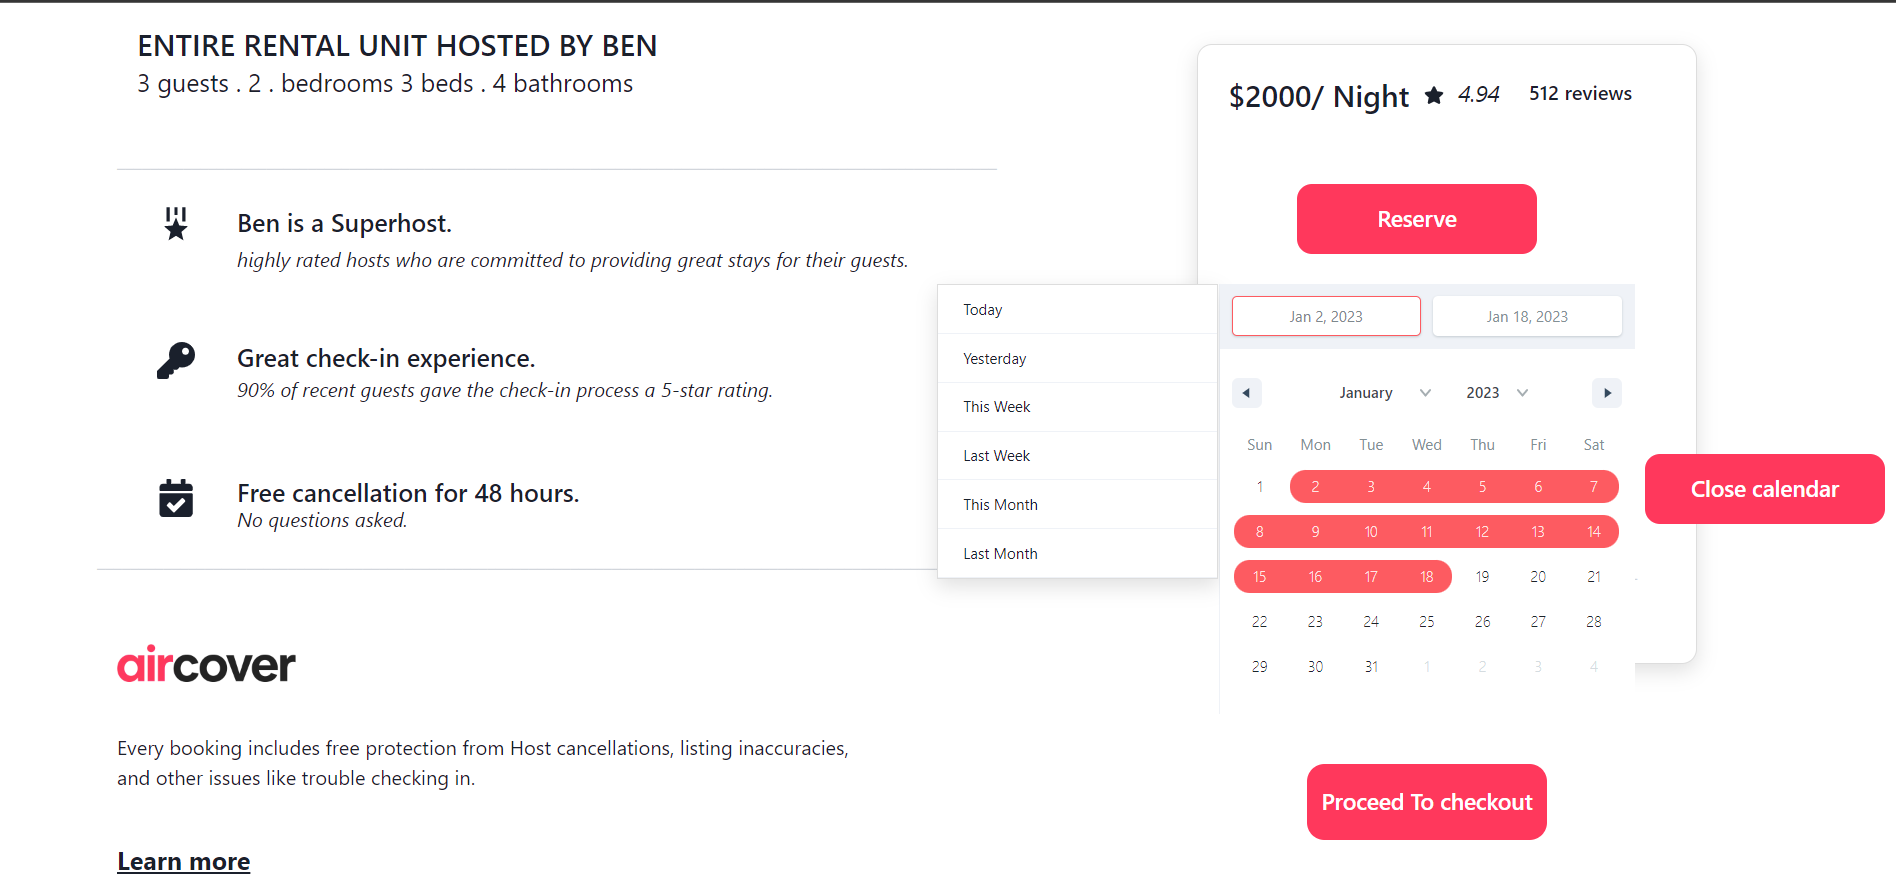 ENTIRE RENTAL UNIT HOSTED BY BEN
3 guests . 2 . bedrooms 3 beds . 4 bathrooms
Ben is a Superhost.
highly rated hosts who are committed to providing great stays for their guests.
Great check-in experience.
90% of recent guests gave the check-in process a 5-star rating.
Free cancellation for 48 hours.
No questions asked.
aircover
Every booking includes free protection from Host cancellations, listing inaccuracies,
and other issues like trouble checking in.
Learn more
$2000/ Night 4.94 512 reviews
Reserve
Today
Yesterday
This Week
Last Week
This Month
Last Month
Jan 2, 2023 Jan 18, 2023
January 2023
Sun Mon Tue Wed Thu Fri Sat
1 2 3 4 5 6 7
8 9 10 11 12 13 14
15 16 17 18 19 20 21
22 23 24 25 26 27 28
29 30 31 1 2 3 4
Close calendar
Proceed To checkout